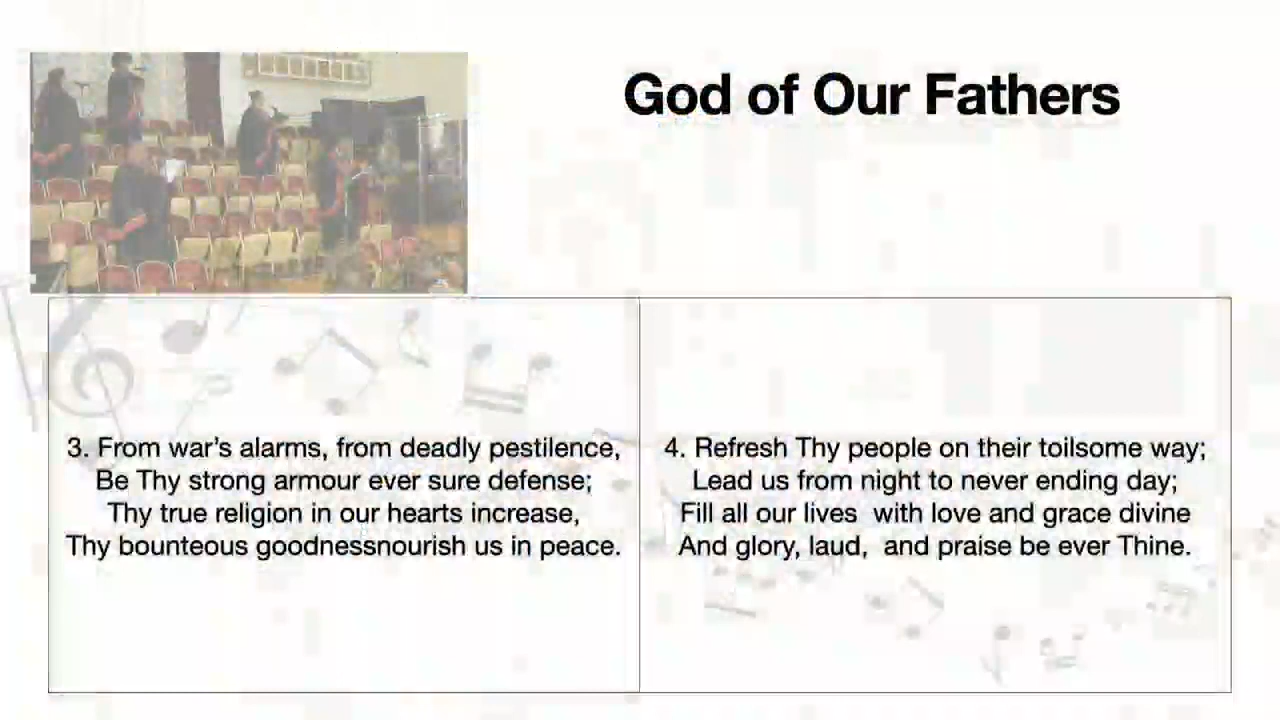 God of Our Fathers
3. From war's alarms, from deadly pestilence,
Be Thy strong armour ever sure defense;
Thy true religion in our hearts increase,
Thy bounteous goodnessnourish us in peace.
4. Refresh Thy people on their toilsome way;
Lead us from night to never ending day;
Fill all our lives  with love and grace divine
And glory, laud,  and praise be ever Thine.